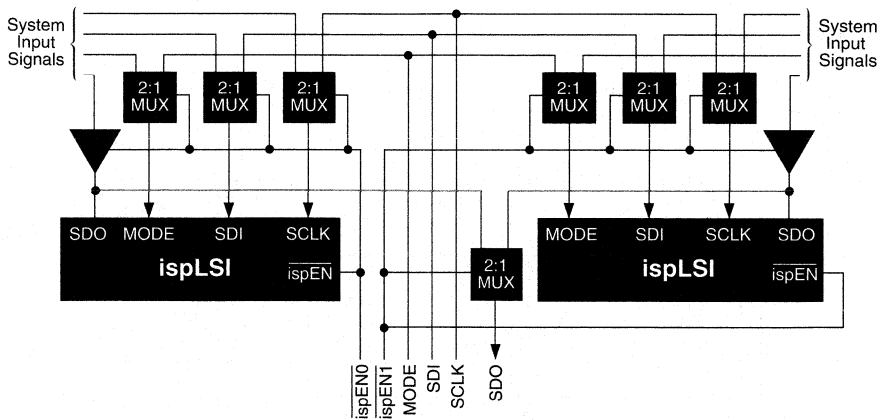 System
Input
Signals
System
Input
Signals
2:1
MUX
2:1
MUX
2:1
MUX
2:1
MUX
2:1
MUX
2:1
MUX
SDO MODE SDI SCLK
ispLSI
ispEN
2:1
MUX
MODE SDI SCLK SDO
ispLSI
ispEN
ispEN0
ispEN1
MODE
SDI
SCLK
SDO